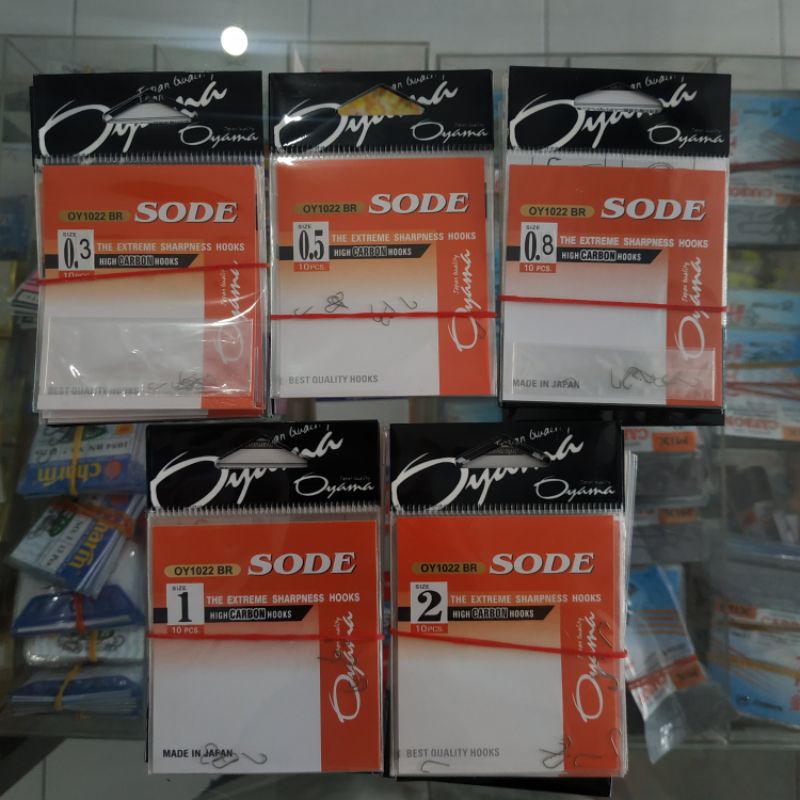 Oyama
Japan Quality
Oyama
OY1022 BR SODE
SIZE
0.3
THE EXTREME SHARPNESS HOOKS
HIGH CARBON HOOKS
10 PCS.
Oyama
BEST QUALITY HOOKS
Oyama
Japan Quality
Oyama
OY1022 BR SODE
SIZE
0.5
THE EXTREME SHARPNESS HOOKS
HIGH CARBON HOOKS
10 PCS.
Japan Quality
Oyama
BEST QUALITY HOOKS
Oyama
Japan Quality
Oyama
OY1022 BR SODE
SIZE
0.8
THE EXTREME SHARPNESS HOOKS
HIGH CARBON HOOKS
10 PCS.
Japan Quality
Oyama
MADE IN JAPAN
Oyama
Japan Quality
Oyama
OY1022 BR SODE
SIZE
1
THE EXTREME SHARPNESS HOOKS
HIGH CARBON HOOKS
10 PCS.
Japan Quality
Oyama
MADE IN JAPAN
Oyama
Japan Quality
Oyama
OY1022 BR SODE
SIZE
2
THE EXTREME SHARPNESS HOOKS
HIGH CARBON HOOKS
10 PCS.
Japan Quality
Oyama
BEST QUALITY HOOKS
charm
charm